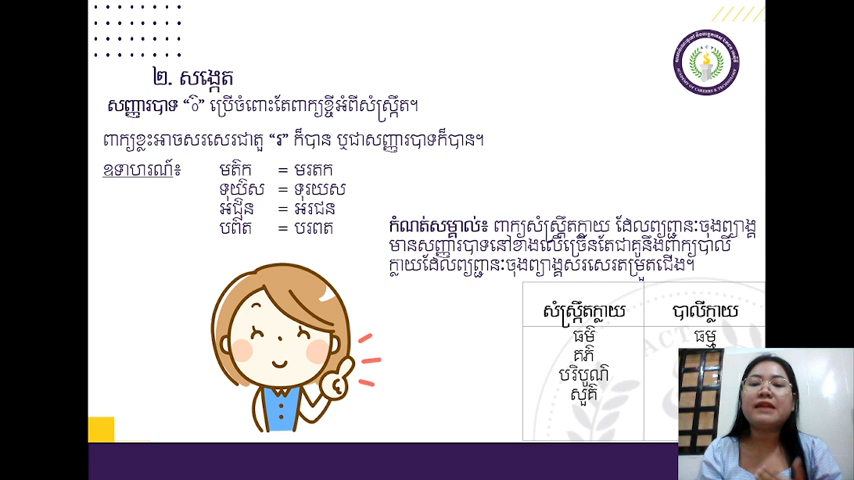 ២. សង្កេត
សញ្ញារបាទ “៌” ប្រើចំពោះតែពាក្យខ្ចីអំពីសំស្ក្រឹត។
ពាក្យខ្លះអាចសរសេរជាតួ “រ” ក៏បាន ឬជាសញ្ញារបាទក៏បាន។
ឧទាហរណ៍៖
មត៌ក = មរតក
ទុយ៌ស = ទុរយស
អជ៌ុន = អរជន
បព៌ត = បរពត
កំណត់សម្គាល់៖ ពាក្យសំស្ក្រឹតក្លាយ ដែលព្យព្ជានៈចុងព្យាង្គ
មានសញ្ញារបាទនៅខាងលើច្រើនតែជាគូនឹងពាក្យបាលី
ក្លាយដែលព្យព្ជានៈចុងព្យាង្គសរសេរតម្រួតជើង។
សំស្ក្រឹតក្លាយ បាលីក្លាយ
ធម៌ ធម្ម
គភ៌
បរិបូណ៌
សួគ៌